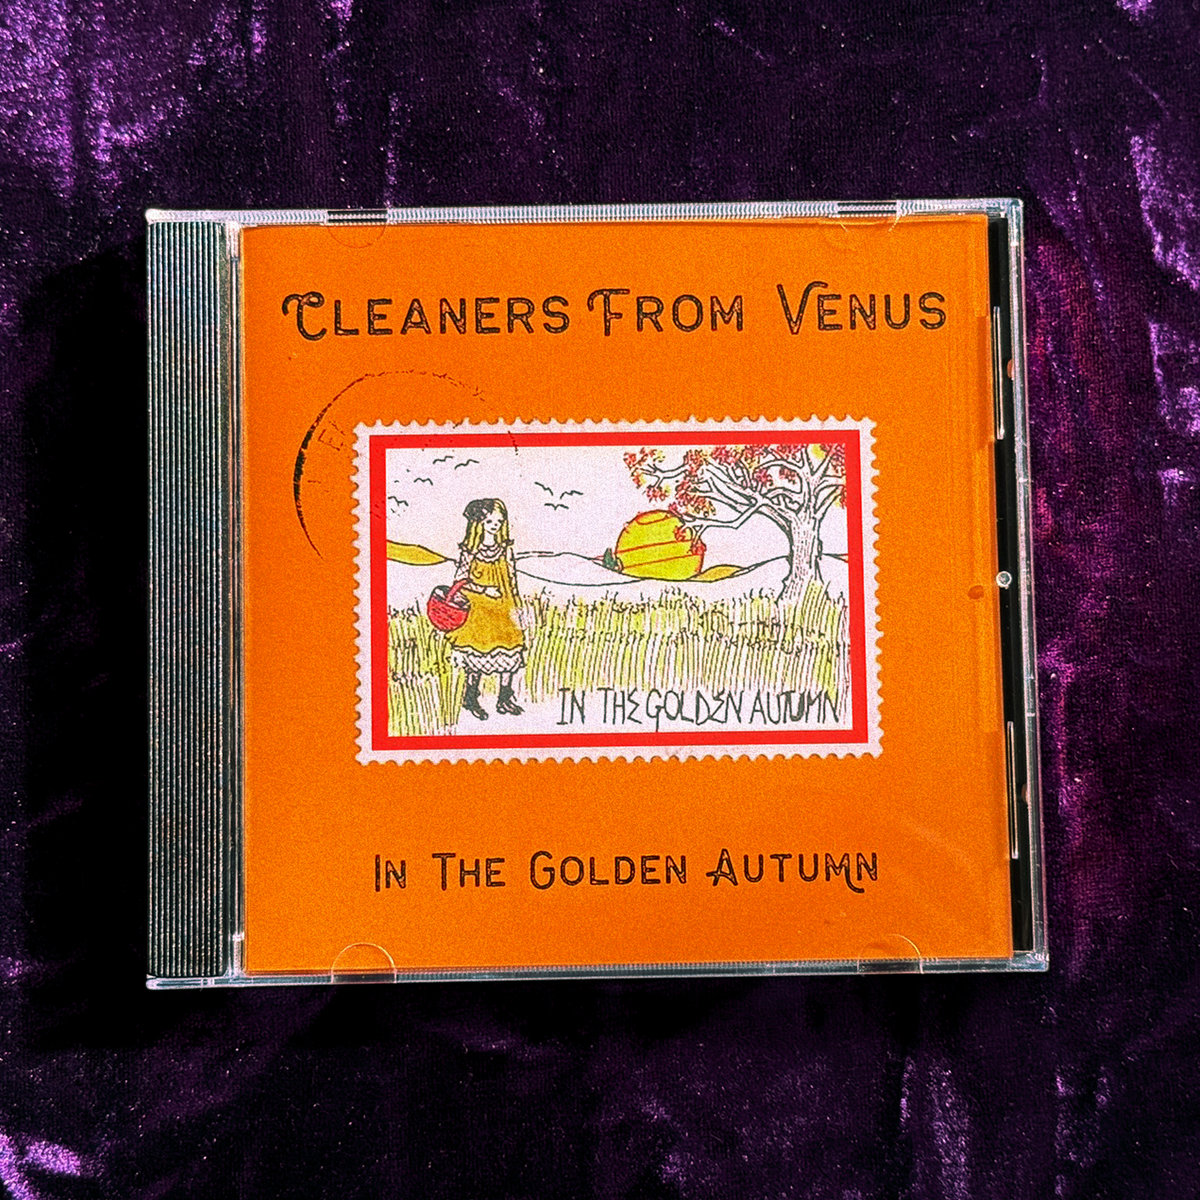 CLEANERS FROM VENUS
IN THE GOLDEN AUTUMN
IN THE GOLDEN AUTUMN